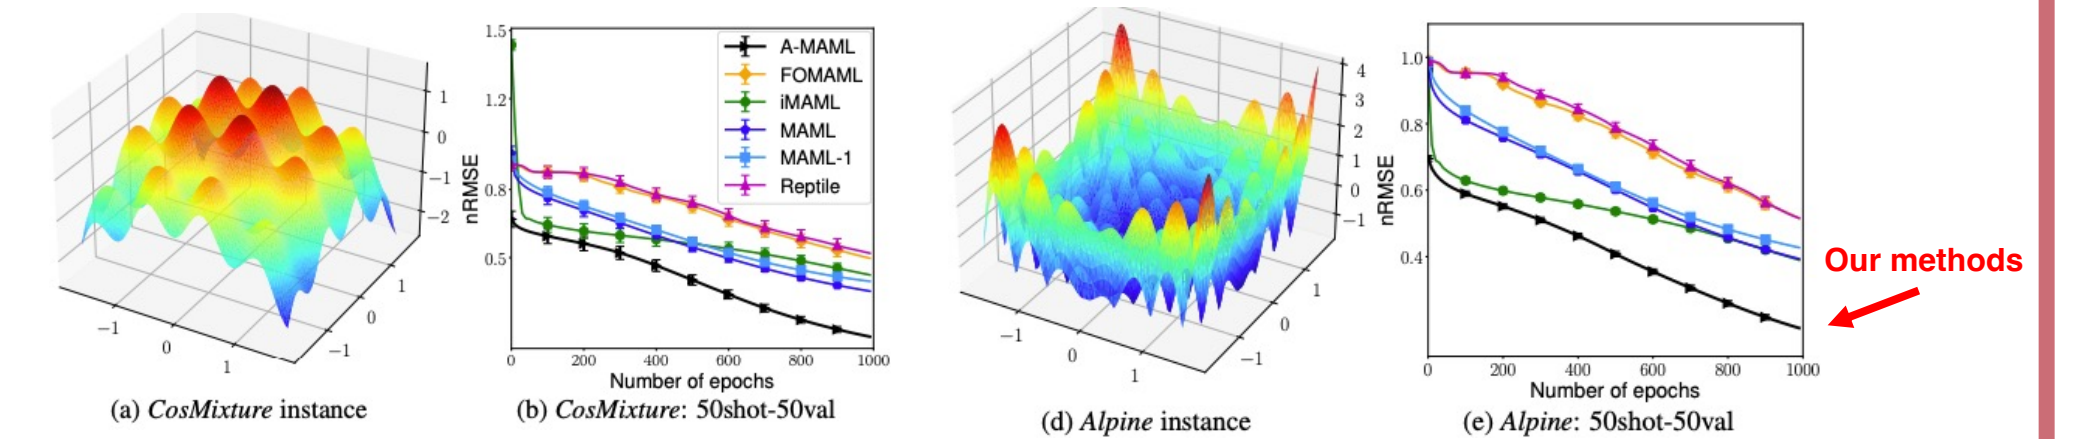 1
0
−1
−2
−1
0
1
−1
0
1
(a) CosMixture instance
nRMSE
1.5
1.2
0.8
0.5
A-MAML
FOMAML
iMAML
MAML
MAML-1
Reptile
0 200 400 600 800 1000
Number of epochs
(b) CosMixture: 50shot-50val
4
3
2
1
0
−1
−1
0
1
−1
0
1
(d) Alpine instance
nRMSE
1.0
0.8
0.6
0.4
0 200 400 600 800 1000
Number of epochs
(e) Alpine: 50shot-50val
Our methods